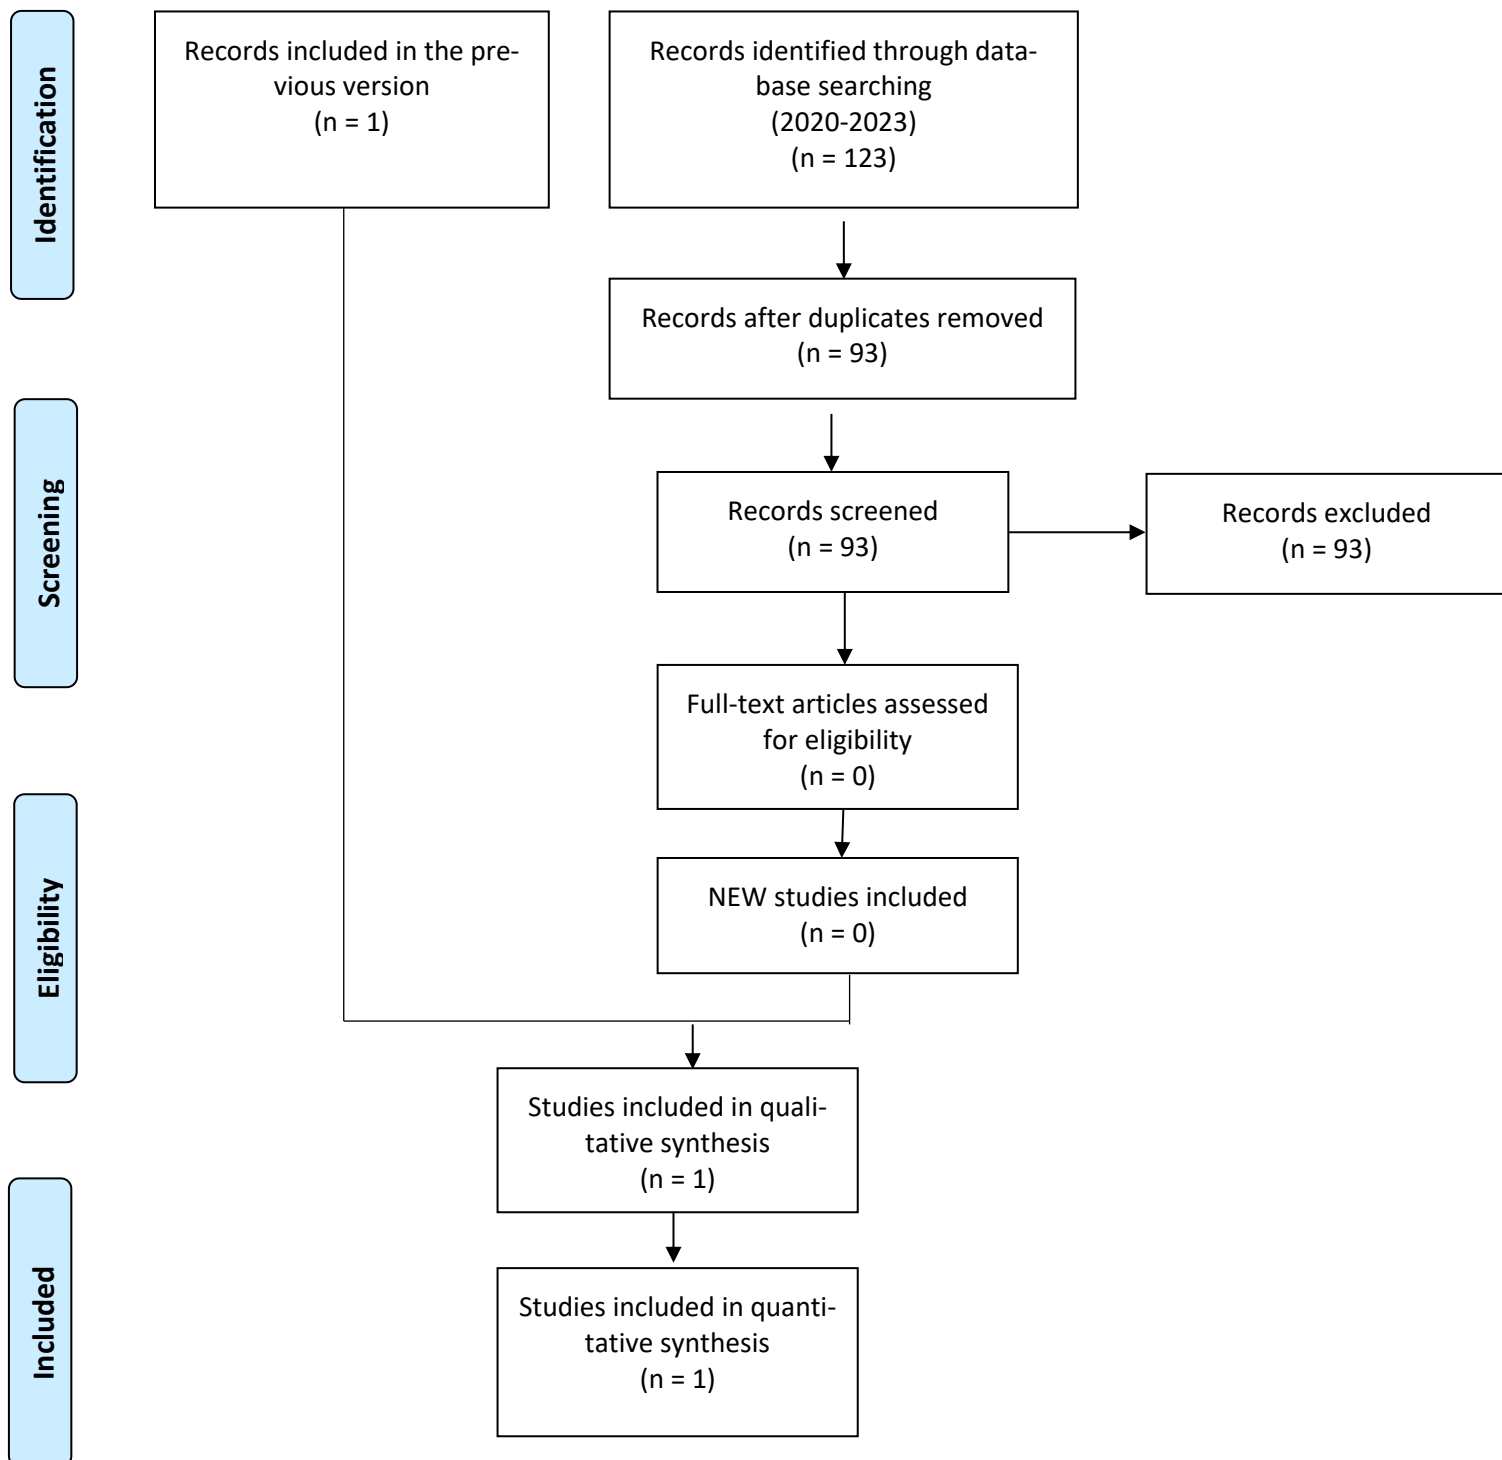 Identification
Records included in the pre-
vious version
(n = 1)
Records identified through data-
base searching
(2020-2023)
(n = 123)
Records after duplicates removed
(n = 93)
Screening
Records screened
(n = 93)
Records excluded
(n = 93)
Full-text articles assessed
for eligibility
(n = 0)
Eligibility
NEW studies included
(n = 0)
Studies included in quali-
tative synthesis
(n = 1)
Included
Studies included in quanti-
tative synthesis
(n = 1)